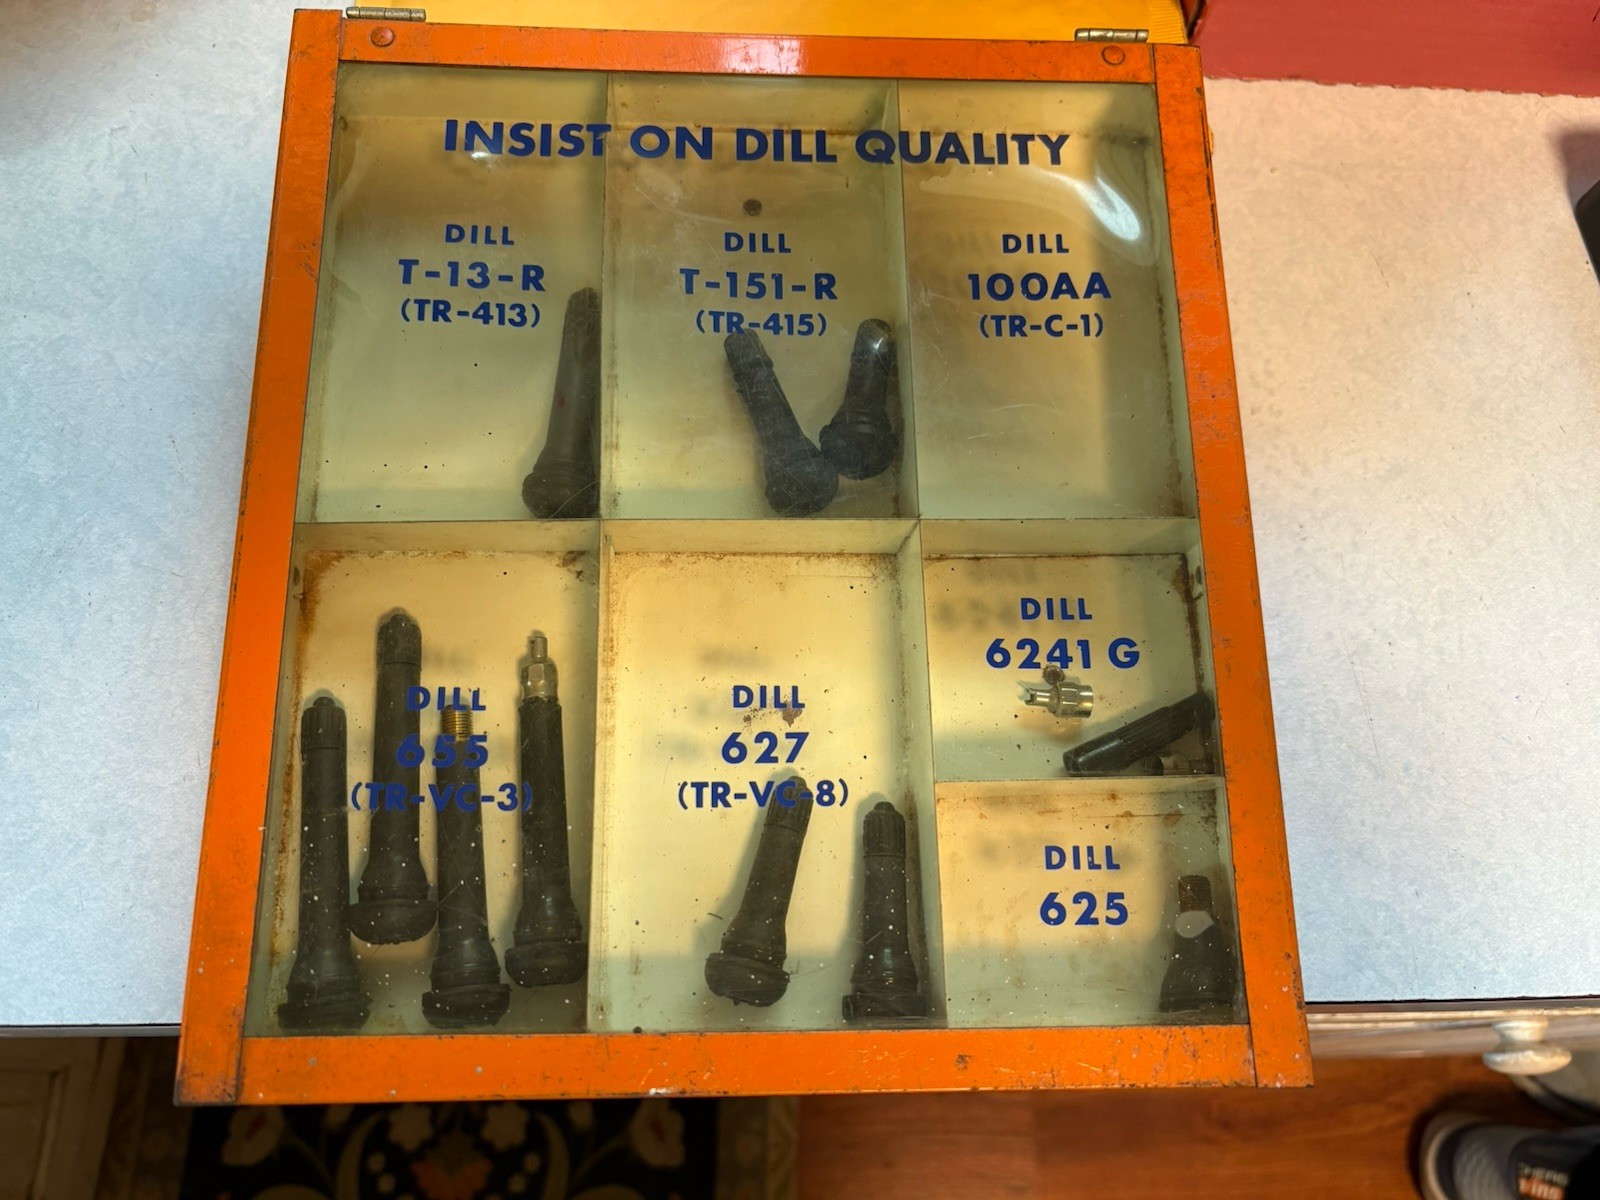 INSIST ON DILL QUALITY
DILL
T-13-R
(TR-413)
DILL
T-151-R
(TR-415)
DILL
100AA
(TR-C-1)
DILL
655
(TR-VC-3)
DILL
627
(TR-VC-8)
DILL
6241 G
DILL
625